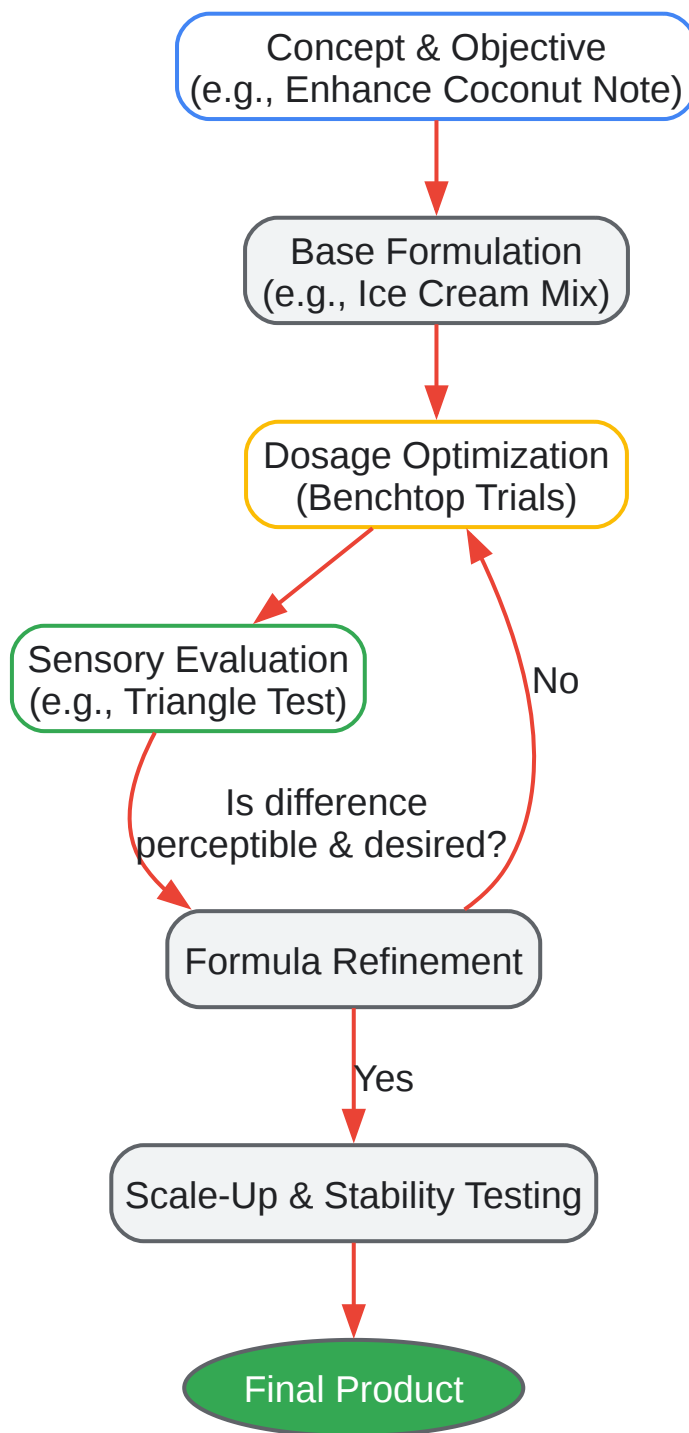 Concept & Objective
(e.g., Enhance Coconut Note)
Base Formulation
(e.g., Ice Cream Mix)
Dosage Optimization
(Benchtop Trials)
Sensory Evaluation
(e.g., Triangle Test)
No
Is difference
perceptible & desired?
Formula Refinement
Yes
Scale-Up & Stability Testing
Final Product